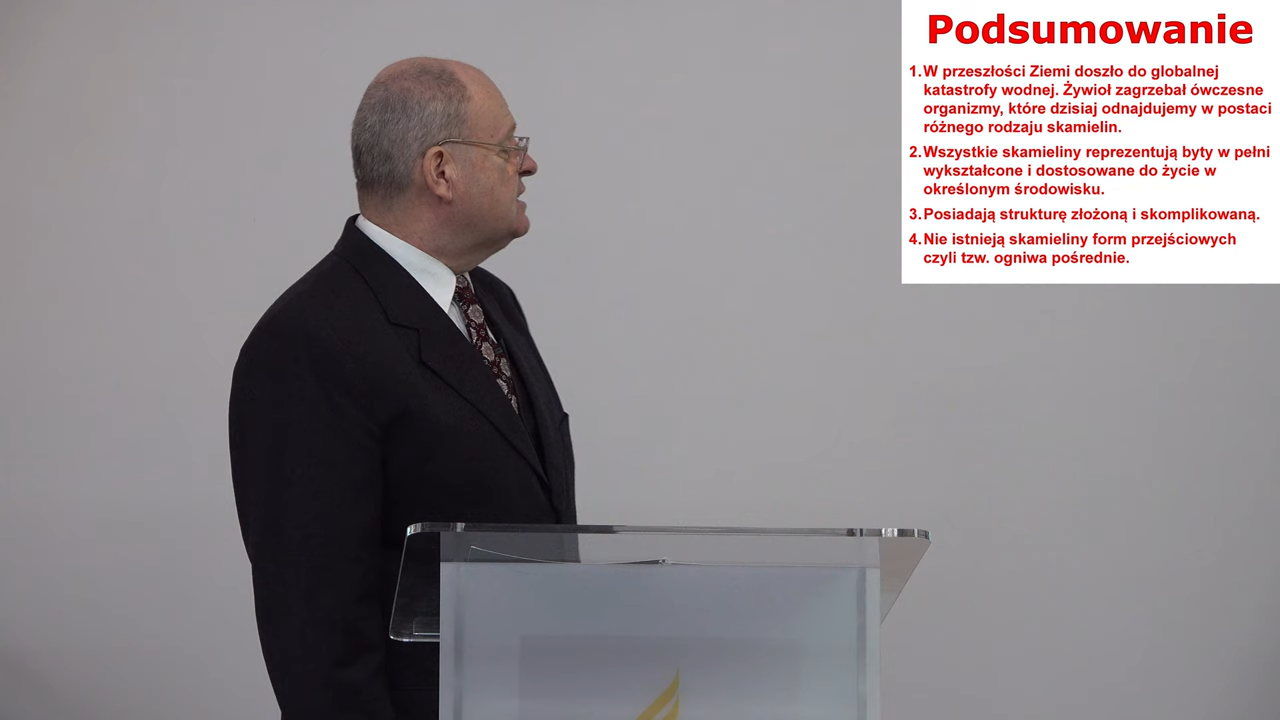 Podsumowanie
1. W przeszłości Ziemi doszło do globalnej
katastrofy wodnej. Żywioł zagrzebał ówczesne
organizmy, które dzisiaj odnajdujemy w postaci
różnego rodzaju skamielin.
2. Wszystkie skamieliny reprezentują byty w pełni
wykształcone i dostosowane do życie w
określonym środowisku.
3. Posiadają strukturę złożoną i skomplikowaną.
4. Nie istnieją skamieliny form przejściowych
czyli tzw. ogniwa pośrednie.